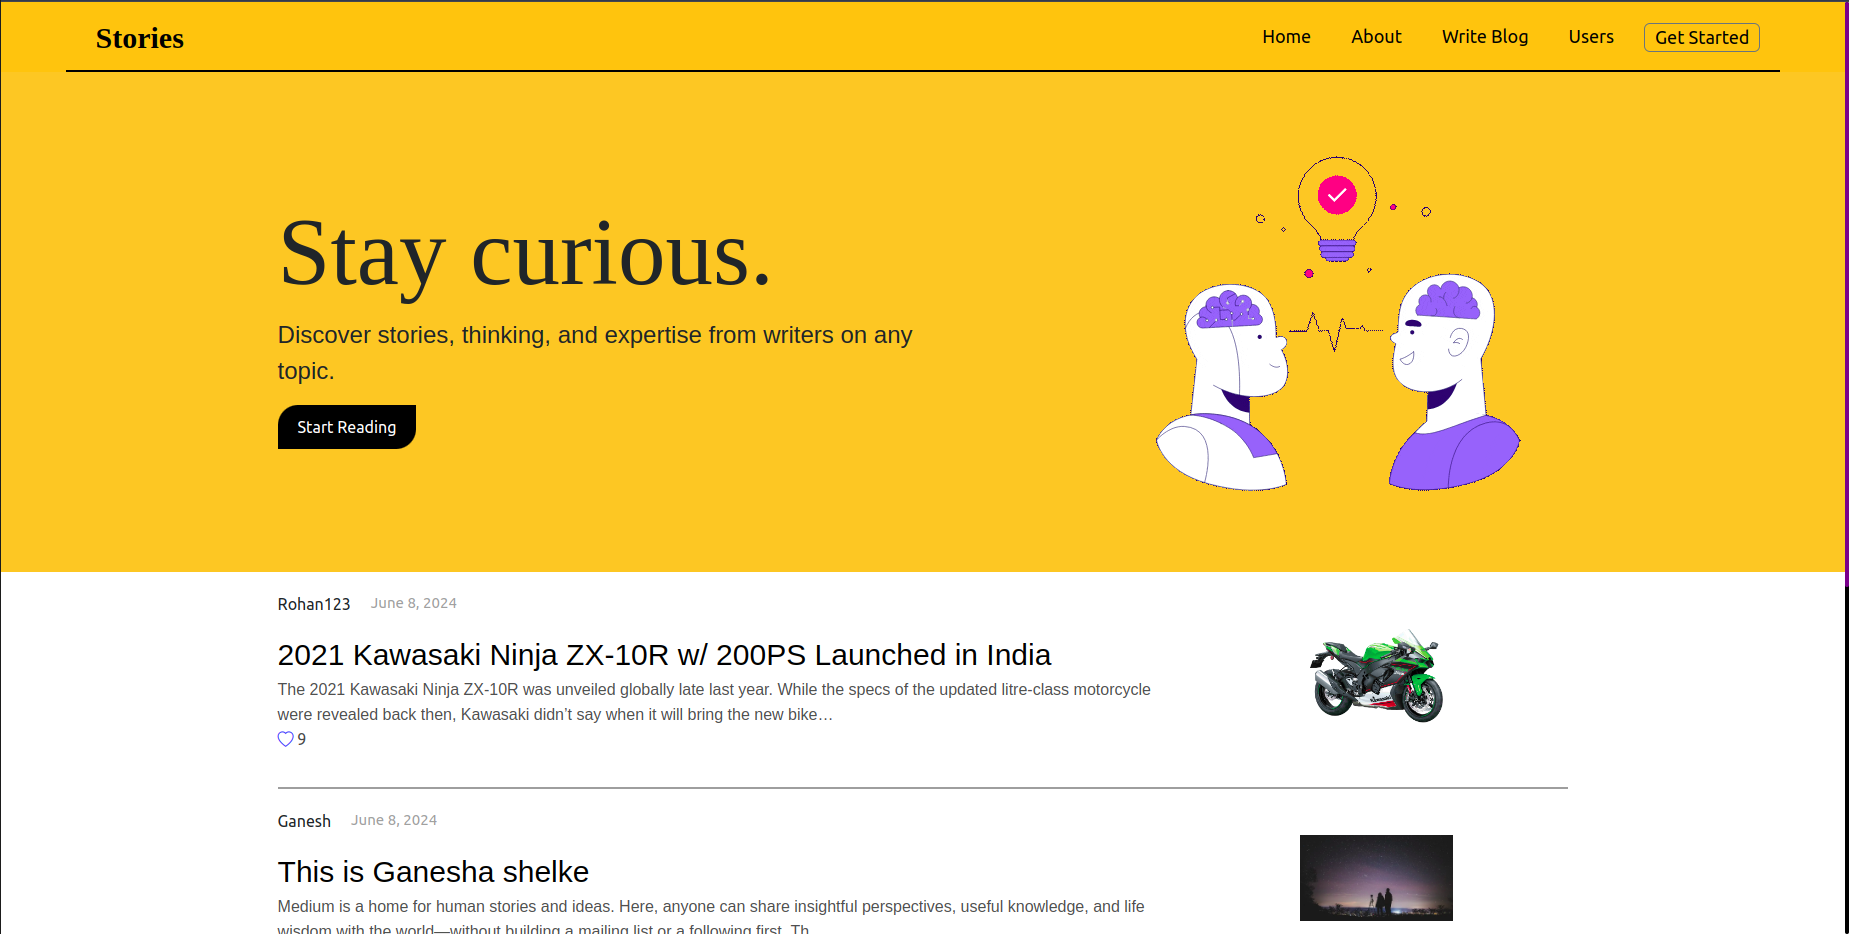 Stories
Home About Write Blog Users Get Started
Stay curious.
Discover stories, thinking, and expertise from writers on any
topic.
Start Reading
Rohan123 June 8, 2024
2021 Kawasaki Ninja ZX-10R w/ 200PS Launched in India
The 2021 Kawasaki Ninja ZX-10R was unveiled globally late last year. While the specs of the updated litre-class motorcycle
were revealed back then, Kawasaki didn’t say when it will bring the new bike…
9
Ganesh June 8, 2024
This is Ganesha shelke
Medium is a home for human stories and ideas. Here, anyone can share insightful perspectives, useful knowledge, and life
wisdom with the world—without building a mailing list or a following first. Th